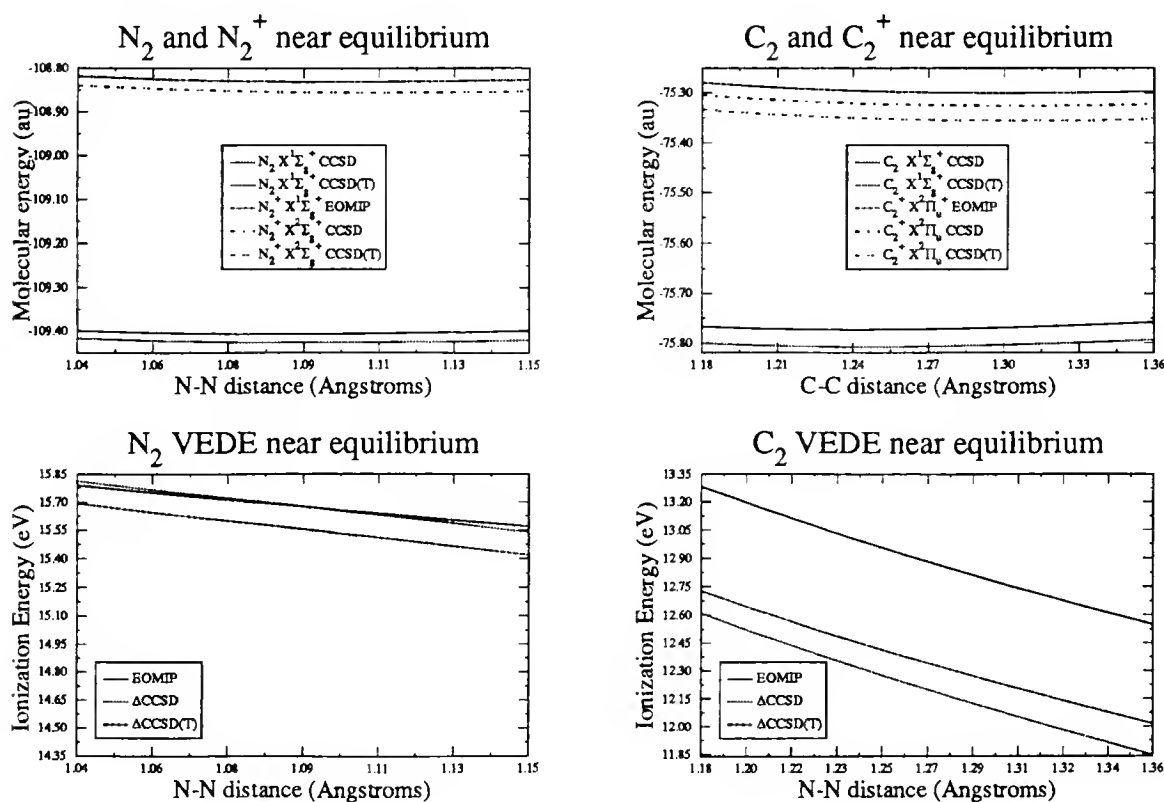 N₂ and N₂⁺ near equilibrium
Molecular energy (au)
-108.80
-108.90
-109.00
-109.10
-109.20
-109.30
-109.40
N₂ X¹Σg⁺ CCSD
N₂ X¹Σg⁺ CCSD(T)
N₂⁺ X¹Σg⁺ EOMIP
N₂⁺ X²Σg⁺ CCSD
N₂⁺ X²Σg⁺ CCSD(T)
1.04 1.06 1.08 1.09 1.11 1.13 1.15
N-N distance (Angstroms)
C₂ and C₂⁺ near equilibrium
Molecular energy (au)
-75.30
-75.40
-75.50
-75.60
-75.70
-75.80
C₂ X¹Σg⁺ CCSD
C₂ X¹Σg⁺ CCSD(T)
C₂⁺ X²Πu⁺ EOMIP
C₂⁺ X²Πu CCSD
C₂⁺ X²Πu CCSD(T)
1.18 1.21 1.24 1.27 1.30 1.33 1.36
C-C distance (Angstroms)
N₂ VEDE near equilibrium
Ionization Energy (eV)
15.85
15.70
15.55
15.40
15.25
15.10
14.95
14.80
14.65
14.50
14.35
EOMIP
ΔCCSD
ΔCCSD(T)
1.04 1.06 1.08 1.09 1.11 1.13 1.15
N-N distance (Angstroms)
C₂ VEDE near equilibrium
Ionization Energy (eV)
13.35
13.20
13.05
12.90
12.75
12.60
12.45
12.30
12.15
12.00
11.85
EOMIP
ΔCCSD
ΔCCSD(T)
1.18 1.20 1.22 1.23 1.25 1.27 1.29 1.31 1.32 1.34 1.36
N-N distance (Angstroms)